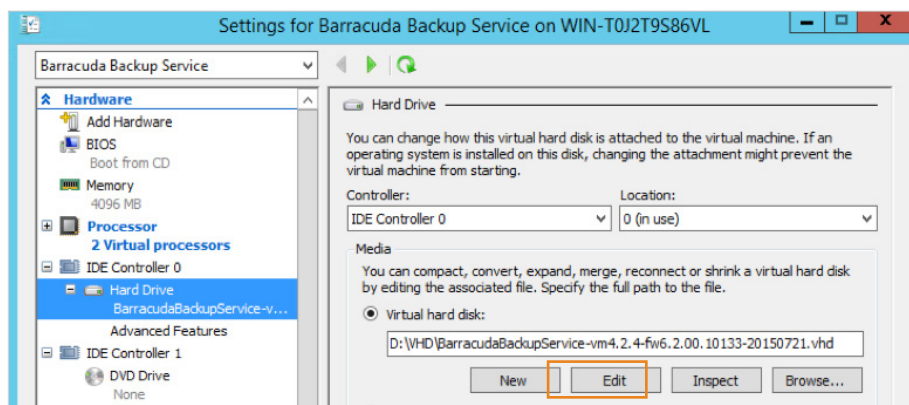 Settings for Barracuda Backup Service on WIN-T0J2T9S86VL
Barracuda Backup Service
Hardware
Add Hardware
BIOS
Boot from CD
Memory
4096 MB
Processor
2 Virtual processors
IDE Controller 0
Hard Drive
BarracudaBackupService-v...
Advanced Features
IDE Controller 1
DVD Drive
None
Hard Drive
You can change how this virtual hard disk is attached to the virtual machine. If an
operating system is installed on this disk, changing the attachment might prevent the
virtual machine from starting.
Controller:
Location:
IDE Controller 0
0 (in use)
Media
You can compact, convert, expand, merge, reconnect or shrink a virtual hard disk
by editing the associated file. Specify the full path to the file.
Virtual hard disk:
D:\VHD\BarracudaBackupService-vm4.2.4-fw6.2.00.10133-20150721.vhd
New
Edit
Inspect
Browse...